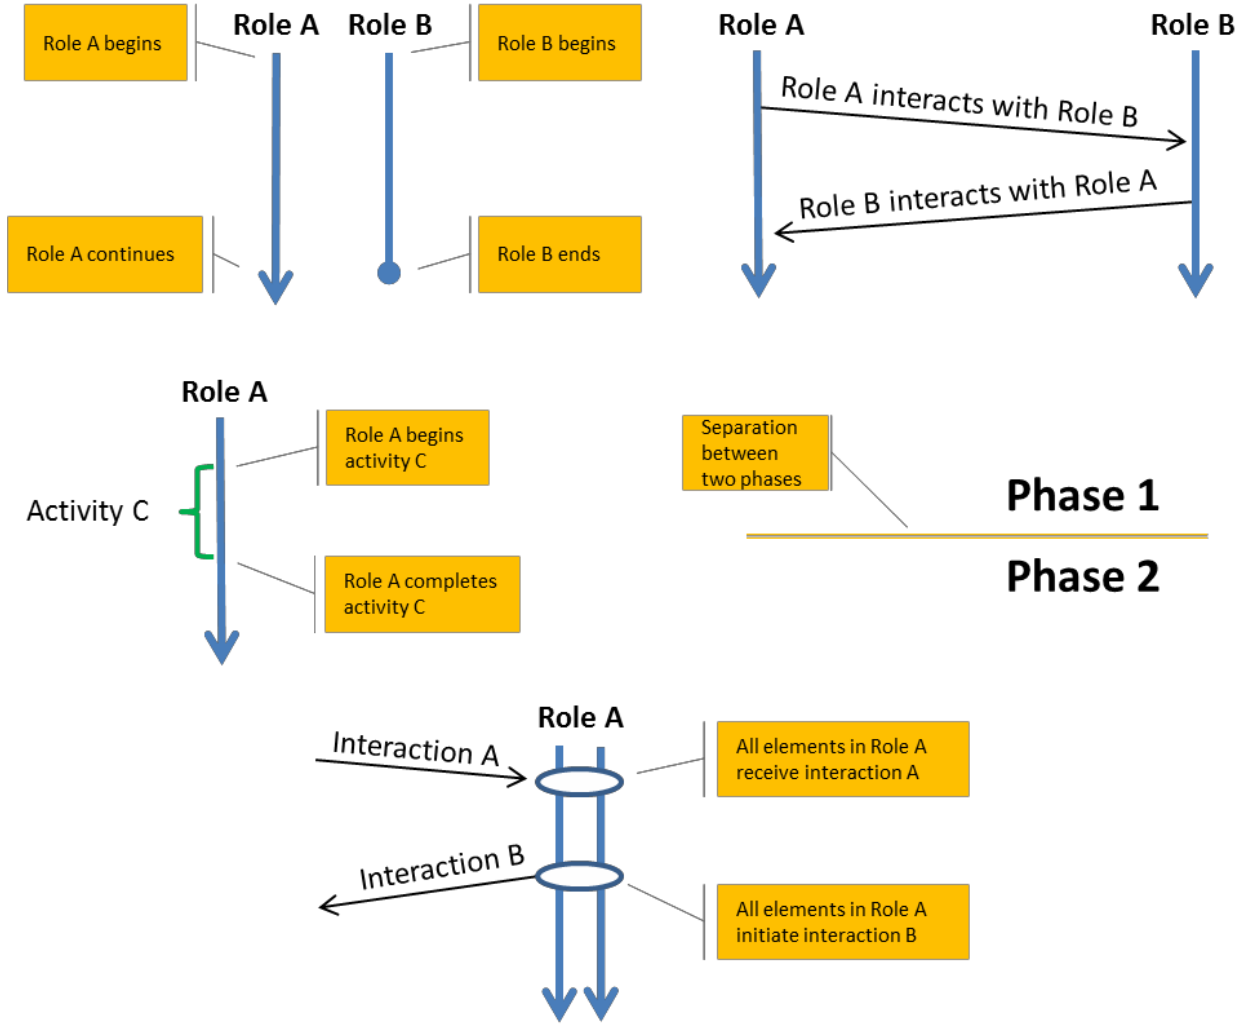 Role A begins
Role A
Role B
Role B begins
Role A continues
Role B ends
Role A
Role B
Role A interacts with Role B
Role B interacts with Role A
Role A
Role A begins
activity C
Activity C
Role A completes
activity C
Separation
between
two phases
Phase 1
Phase 2
Role A
Interaction A
All elements in Role A
receive interaction A
Interaction B
All elements in Role A
initiate interaction B